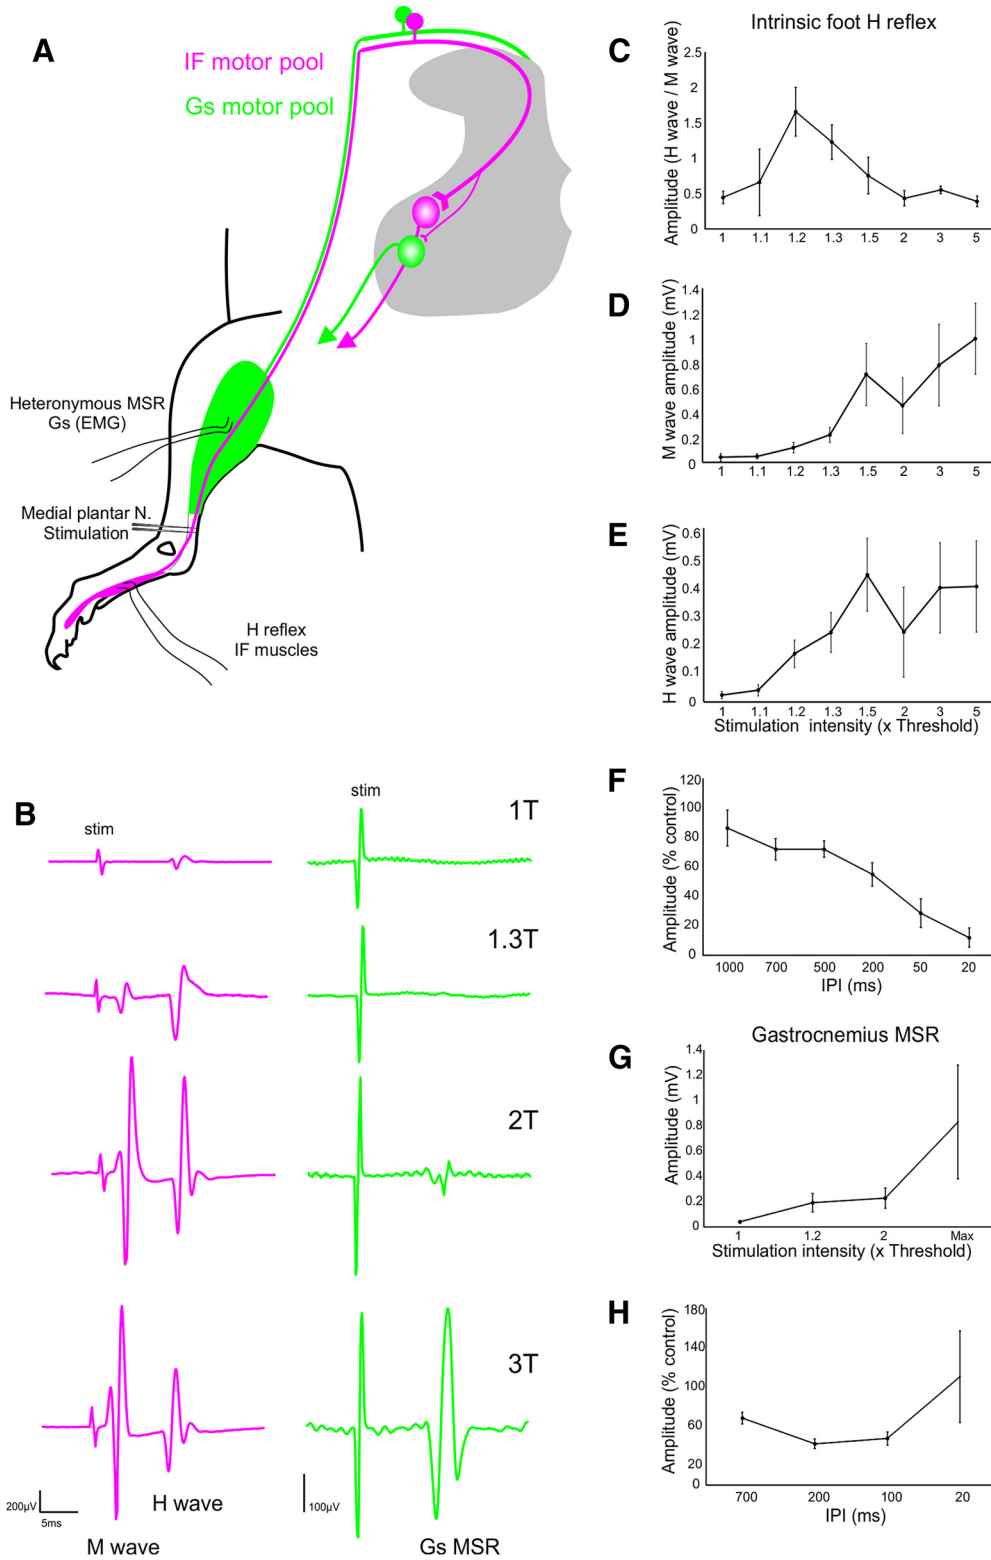 A
IF motor pool
Gs motor pool
Heteronymous MSR
Gs (EMG)
Medial plantar N.
Stimulation
H reflex
IF muscles
B
stim
stim
1T
1.3T
2T
3T
200µV
5ms
H wave
M wave
100µV
Gs MSR
C
Intrinsic foot H reflex
Amplitude (H wave / M wave)
2.5
2
1.5
1
0.5
0
1 1.1 1.2 1.3 1.5 2 3 5
D
M wave amplitude (mV)
1.4
1.2
1
0.8
0.6
0.4
0.2
0
1 1.1 1.2 1.3 1.5 2 3 5
E
H wave amplitude (mV)
0.6
0.5
0.4
0.3
0.2
0.1
0
1 1.1 1.2 1.3 1.5 2 3 5
Stimulation intensity (x Threshold)
F
Amplitude (% control)
120
100
80
60
40
20
0
1000 700 500 200 50 20
IPI (ms)
G
Gastrocnemius MSR
Amplitude (mV)
1.4
1.2
1
0.8
0.6
0.4
0.2
0
1 1.2 2 Max
Stimulation intensity (x Threshold)
H
Amplitude (% control)
180
140
100
60
20
0
700 200 100 20
IPI (ms)